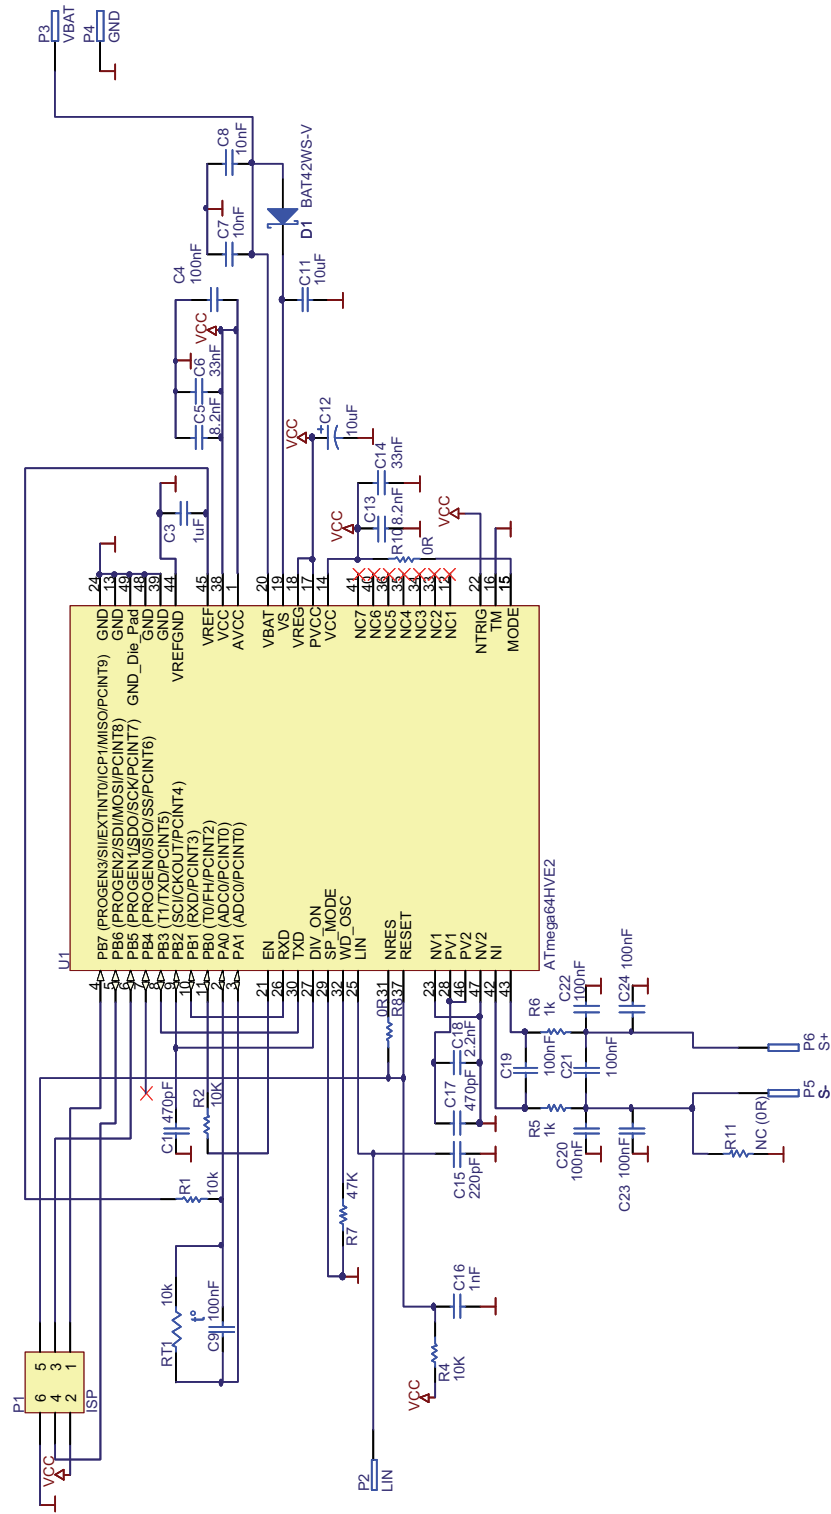 P3
VBAT
P4
GND
C8
10nF
C7
10nF
BAT42WS-V
D1
C4
100nF
C11
10uF
VCC
C6
33nF
C5
8.2nF
VCC
C12
10uF
C3
1uF
C14
33nF
C13
8.2nF
VCC
R10
0R
VCC
24
13
49
48
39
44
45
38
1
20
19
18
17
14
41
40
36
35
34
33
12
22
16
15
GND
GND
GND_Die_Pad
GND
GND
VREFGND
VREF
VCC
AVCC
VBAT
VS
VREG
PVCC
VCC
NC7
NC6
NC5
NC4
NC3
NC2
NC1
NTRIG
TM
MODE
PB7 (PROGEN3/SII/EXTINT0/ICP1/MISO/PCINT9)
PB6 (PROGEN2/SDI/MOSI/PCINT8)
PB5 (PROGEN1/SDO/SCK/PCINT7)
PB4 (PROGEN0/SIO/SS/PCINT6)
PB3 (T1/TXD/PCINT5)
PB2 (SCI/CKOUT/PCINT4)
PB1 (RXD/PCINT3)
PB0 (T0/FH/PCINT2)
PA0 (ADC0/PCINT0)
PA1 (ADC0/PCINT0)
EN
RXD
TXD
DIV_ON
SP_MODE
WD_OSC
LIN
NRES
RESET
NV1
PV1
PV2
NV2
NI
U1
ATmega64HVE2
4
5
6
7
8
9
10
11
2
3
21
26
30
27
29
32
25
31
37
23
28
46
47
42
43
0R
R8
C18
2.2nF
C17
470pF
C15
220pF
C19
100nF
R6
1k
C22
100nF
C24
100nF
C21
100nF
R5
1k
C20
100nF
C23
100nF
P6
S+
P5
S-
R11
NC (0R)
C1
470pF
R2
10K
R1
10k
R7
47K
RT1
10k
t°
C9
100nF
C16
1nF
R4
10K
VCC
P1
ISP
5
3
1
6
4
2
VCC
P2
LIN